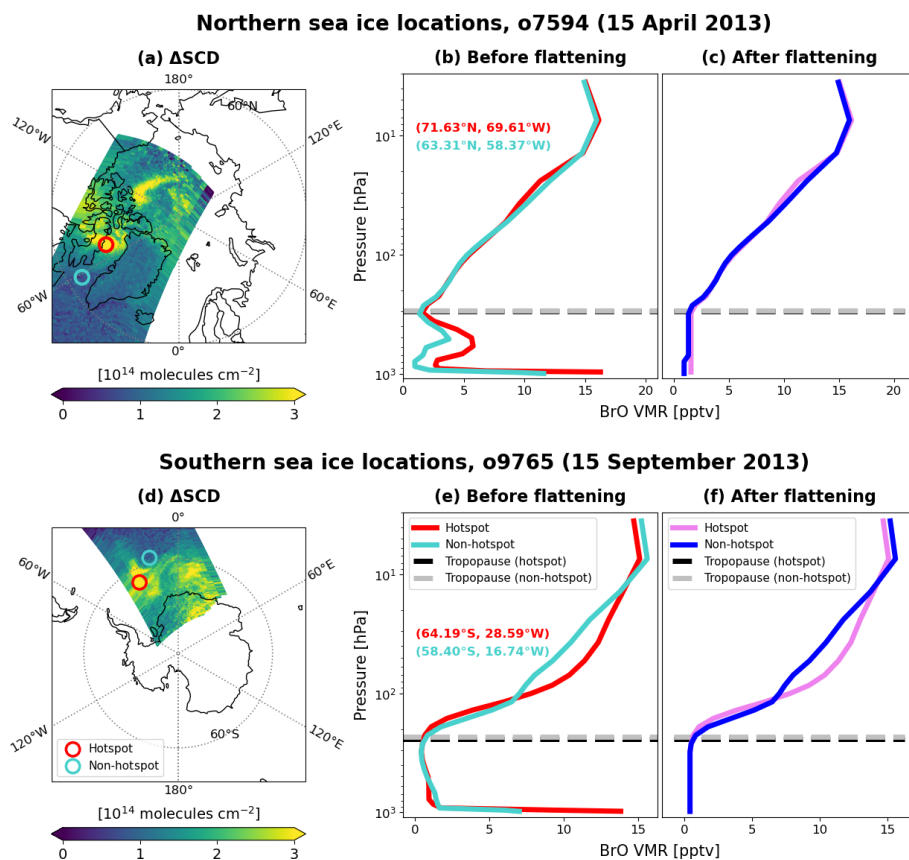 Northern sea ice locations, o7594 (15 April 2013)
(a) ΔSCD
(b) Before flattening
(c) After flattening
180°
60°N
120°W
120°E
60°W
60°E
0°
[10¹⁴ molecules cm⁻²]
0 1 2 3
Pressure [hPa]
10¹
10²
10³
(71.63°N, 69.61°W)
(63.31°N, 58.37°W)
0 5 10 15 20
0 5 10 15 20
BrO VMR [pptv]
Southern sea ice locations, o9765 (15 September 2013)
(d) ΔSCD
(e) Before flattening
(f) After flattening
0°
60°W
60°E
120°W
60°S
120°E
180°
Hotspot
Non-hotspot
[10¹⁴ molecules cm⁻²]
0 1 2 3
Pressure [hPa]
10¹
10²
10³
Hotspot
Non-hotspot
Tropopause (hotspot)
Tropopause (non-hotspot)
(64.19°S, 28.59°W)
(58.40°S, 16.74°W)
Hotspot
Non-hotspot
Tropopause (hotspot)
Tropopause (non-hotspot)
0 5 10 15
0 5 10 15
BrO VMR [pptv]